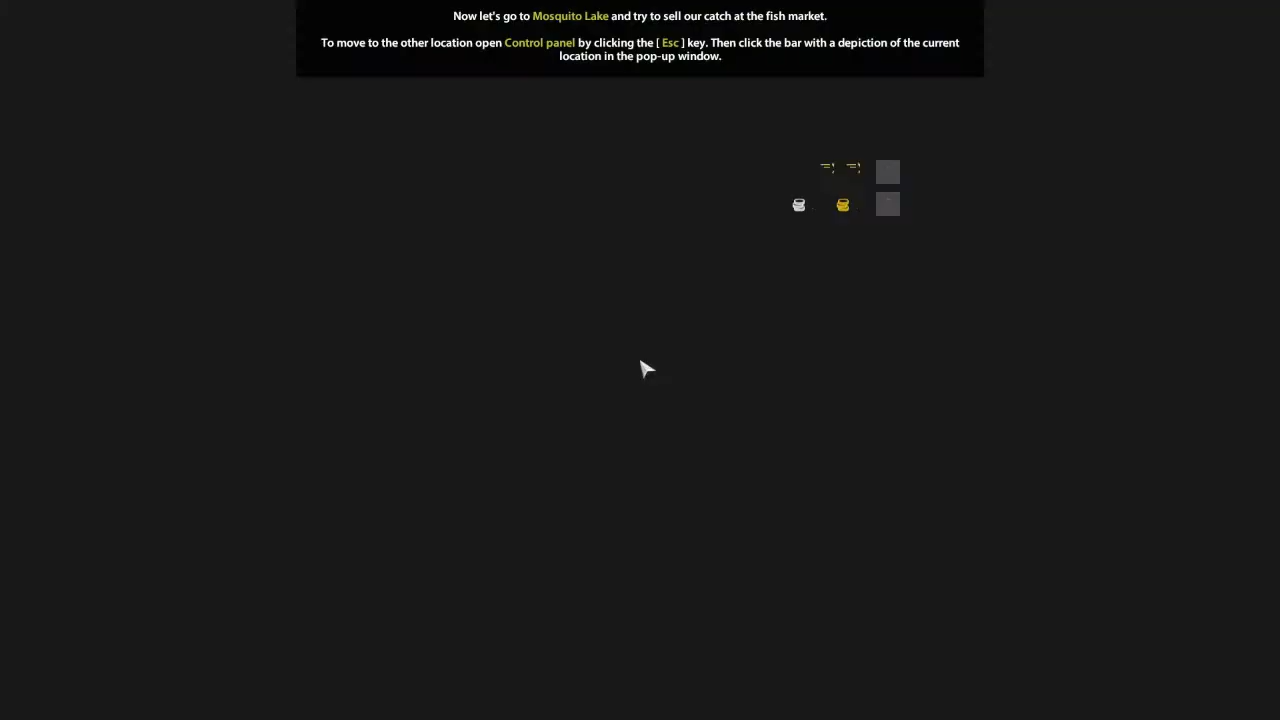 Now let's go to Mosquito Lake and try to sell our catch at the fish market.
To move to the other location open Control panel by clicking the [ Esc ] key. Then click the bar with a depiction of the current
location in the pop-up window.